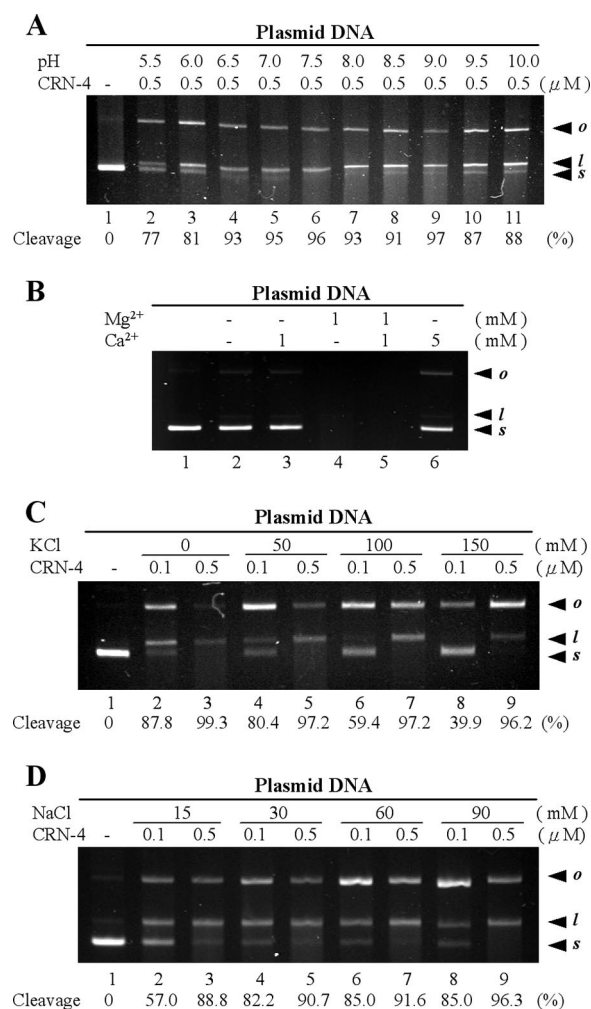 A
Plasmid DNA
pH 5.5 6.0 6.5 7.0 7.5 8.0 8.5 9.0 9.5 10.0
CRN-4 - 0.5 0.5 0.5 0.5 0.5 0.5 0.5 0.5 0.5 0.5 (μM)
o
l
s
1 2 3 4 5 6 7 8 9 10 11
Cleavage 0 77 81 93 95 96 93 91 97 87 88 (%)
B
Plasmid DNA
Mg²⁺ - - 1 1 - (mM)
Ca²⁺ - 1 - 1 5 (mM)
o
l
s
1 2 3 4 5 6
C
Plasmid DNA
KCl 0 50 100 150 (mM)
CRN-4 - 0.1 0.5 0.1 0.5 0.1 0.5 0.1 0.5 (μM)
o
l
s
1 2 3 4 5 6 7 8 9
Cleavage 0 87.8 99.3 80.4 97.2 59.4 97.2 39.9 96.2 (%)
D
Plasmid DNA
NaCl 15 30 60 90 (mM)
CRN-4 - 0.1 0.5 0.1 0.5 0.1 0.5 0.1 0.5 (μM)
o
l
s
1 2 3 4 5 6 7 8 9
Cleavage 0 57.0 88.8 82.2 90.7 85.0 91.6 85.0 96.3 (%)